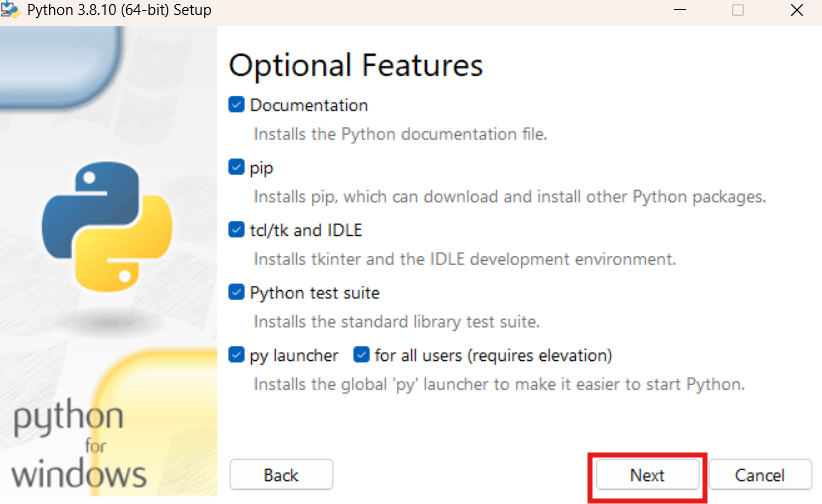 Python 3.8.10 (64-bit) Setup
Optional Features
Documentation
Installs the Python documentation file.
pip
Installs pip, which can download and install other Python packages.
tcl/tk and IDLE
Installs tkinter and the IDLE development environment.
Python test suite
Installs the standard library test suite.
py launcher for all users (requires elevation)
Installs the global 'py' launcher to make it easier to start Python.
python
for
windows
Back Next Cancel